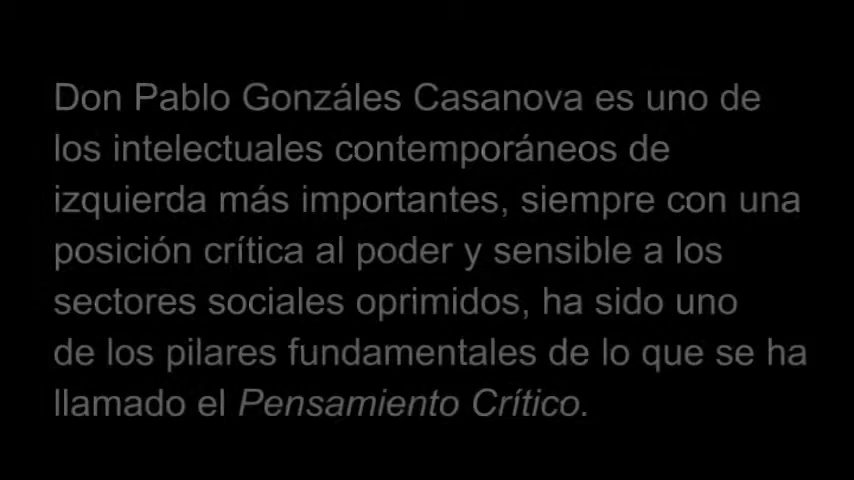 Don Pablo Gonzáles Casanova es uno de
los intelectuales contemporáneos de
izquierda más importantes, siempre con una
posición crítica al poder y sensible a los
sectores sociales oprimidos, ha sido uno
de los pilares fundamentales de lo que se ha
llamado el Pensamiento Crítico.